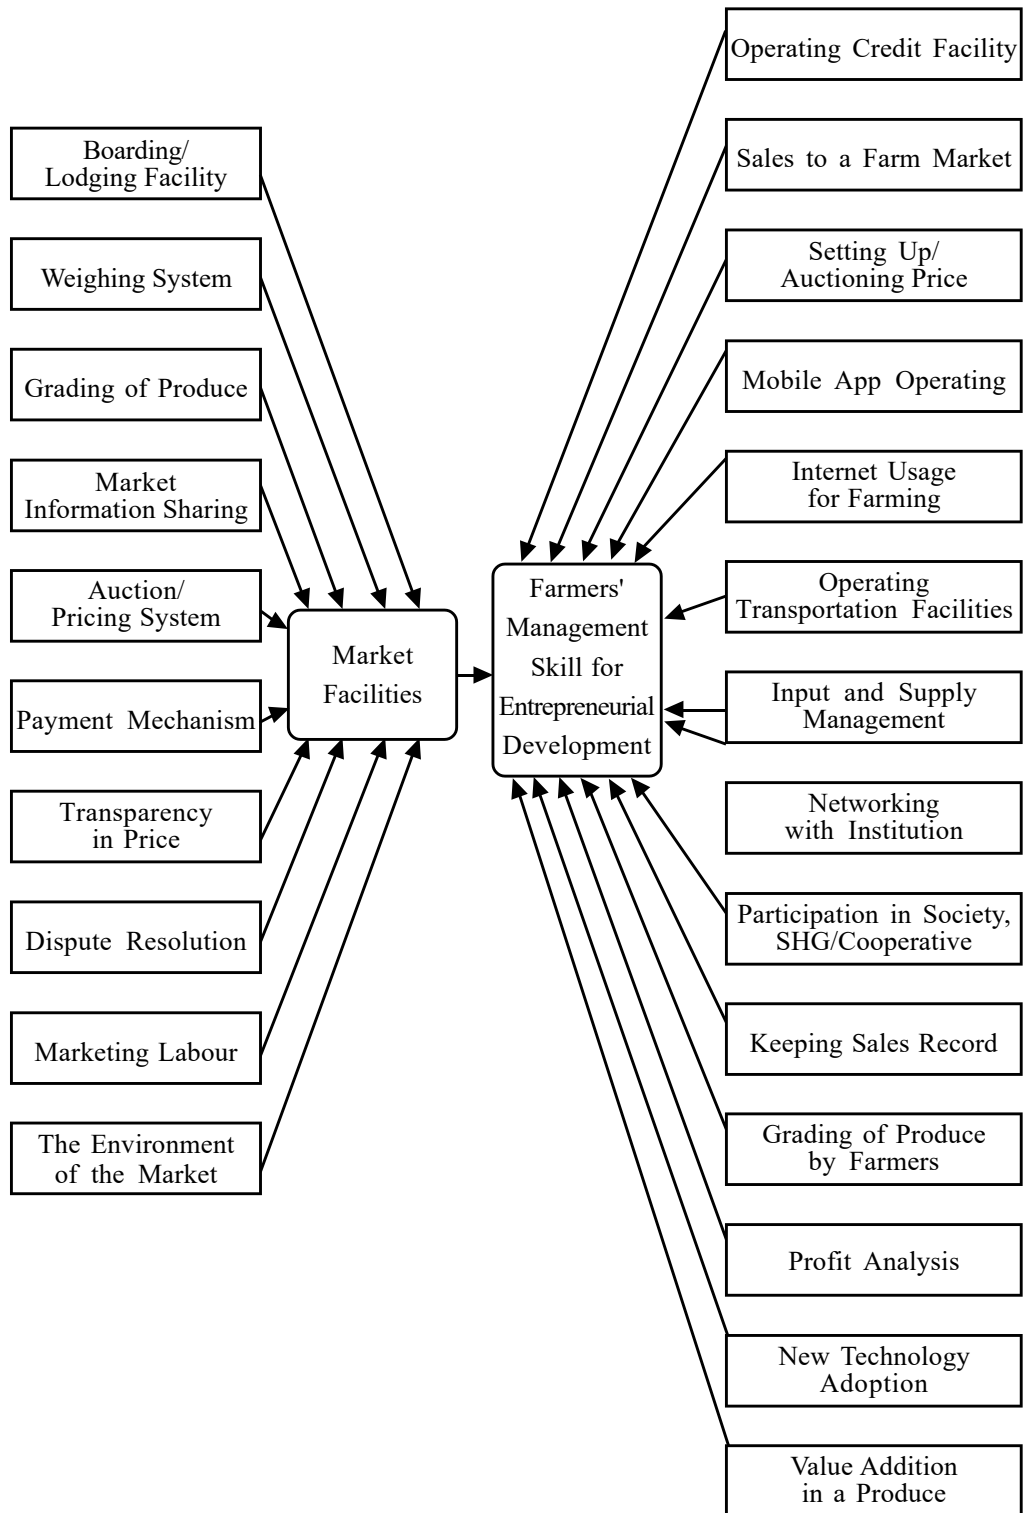 Boarding/
Lodging Facility
Weighing System
Grading of Produce
Market
Information Sharing
Auction/
Pricing System
Payment Mechanism
Transparency
in Price
Dispute Resolution
Marketing Labour
The Environment
of the Market
Market
Facilities
Farmers'
Management
Skill for
Entrepreneurial
Development
Operating Credit Facility
Sales to a Farm Market
Setting Up/
Auctioning Price
Mobile App Operating
Internet Usage
for Farming
Operating
Transportation Facilities
Input and Supply
Management
Networking
with Institution
Participation in Society,
SHG/Cooperative
Keeping Sales Record
Grading of Produce
by Farmers
Profit Analysis
New Technology
Adoption
Value Addition
in a Produce